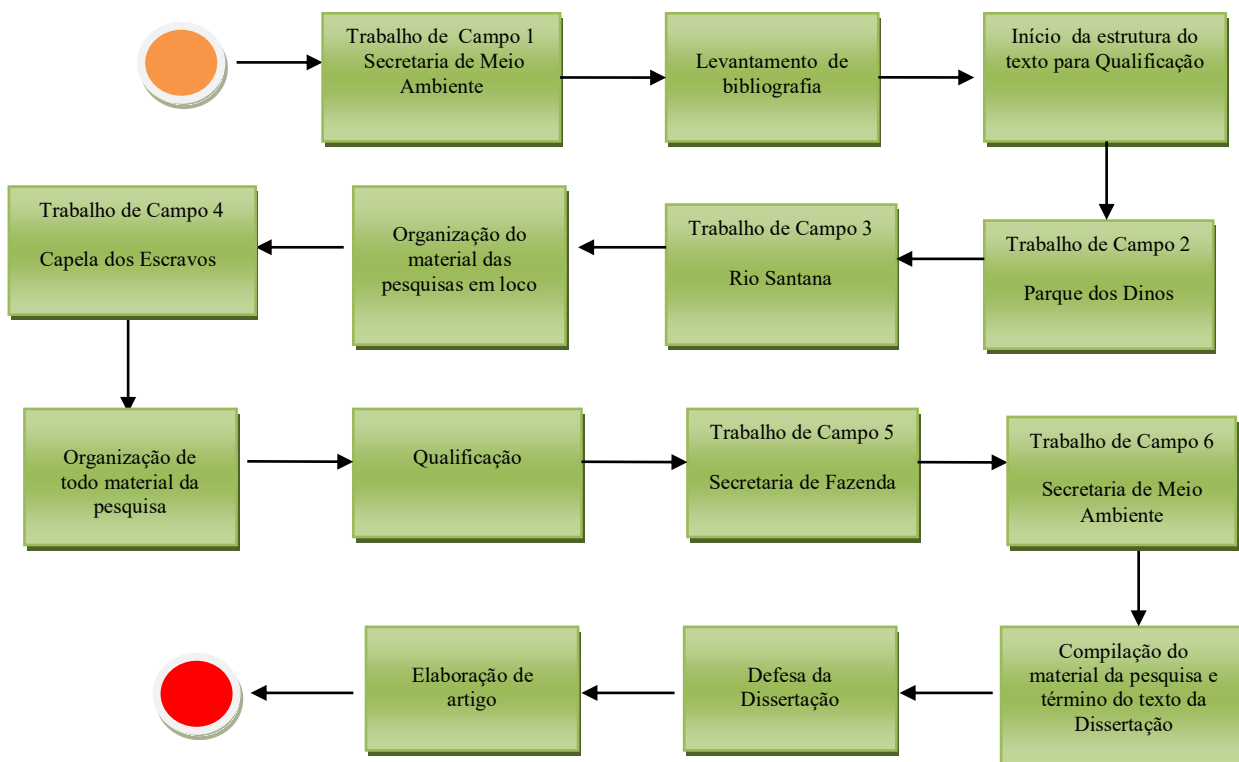 Trabalho de Campo 1
Secretaria de Meio
Ambiente
Levantamento de
bibliografia
Início da estrutura do
texto para Qualificação
Trabalho de Campo 2
Parque dos Dinos
Trabalho de Campo 3
Rio Santana
Organização do
material das
pesquisas em loco
Trabalho de Campo 4
Capela dos Escravos
Organização de
todo material da
pesquisa
Qualificação
Trabalho de Campo 5
Secretaria de Fazenda
Trabalho de Campo 6
Secretaria de Meio
Ambiente
Compilação do
material da pesquisa e
término do texto da
Dissertação
Defesa da
Dissertação
Elaboração de
artigo